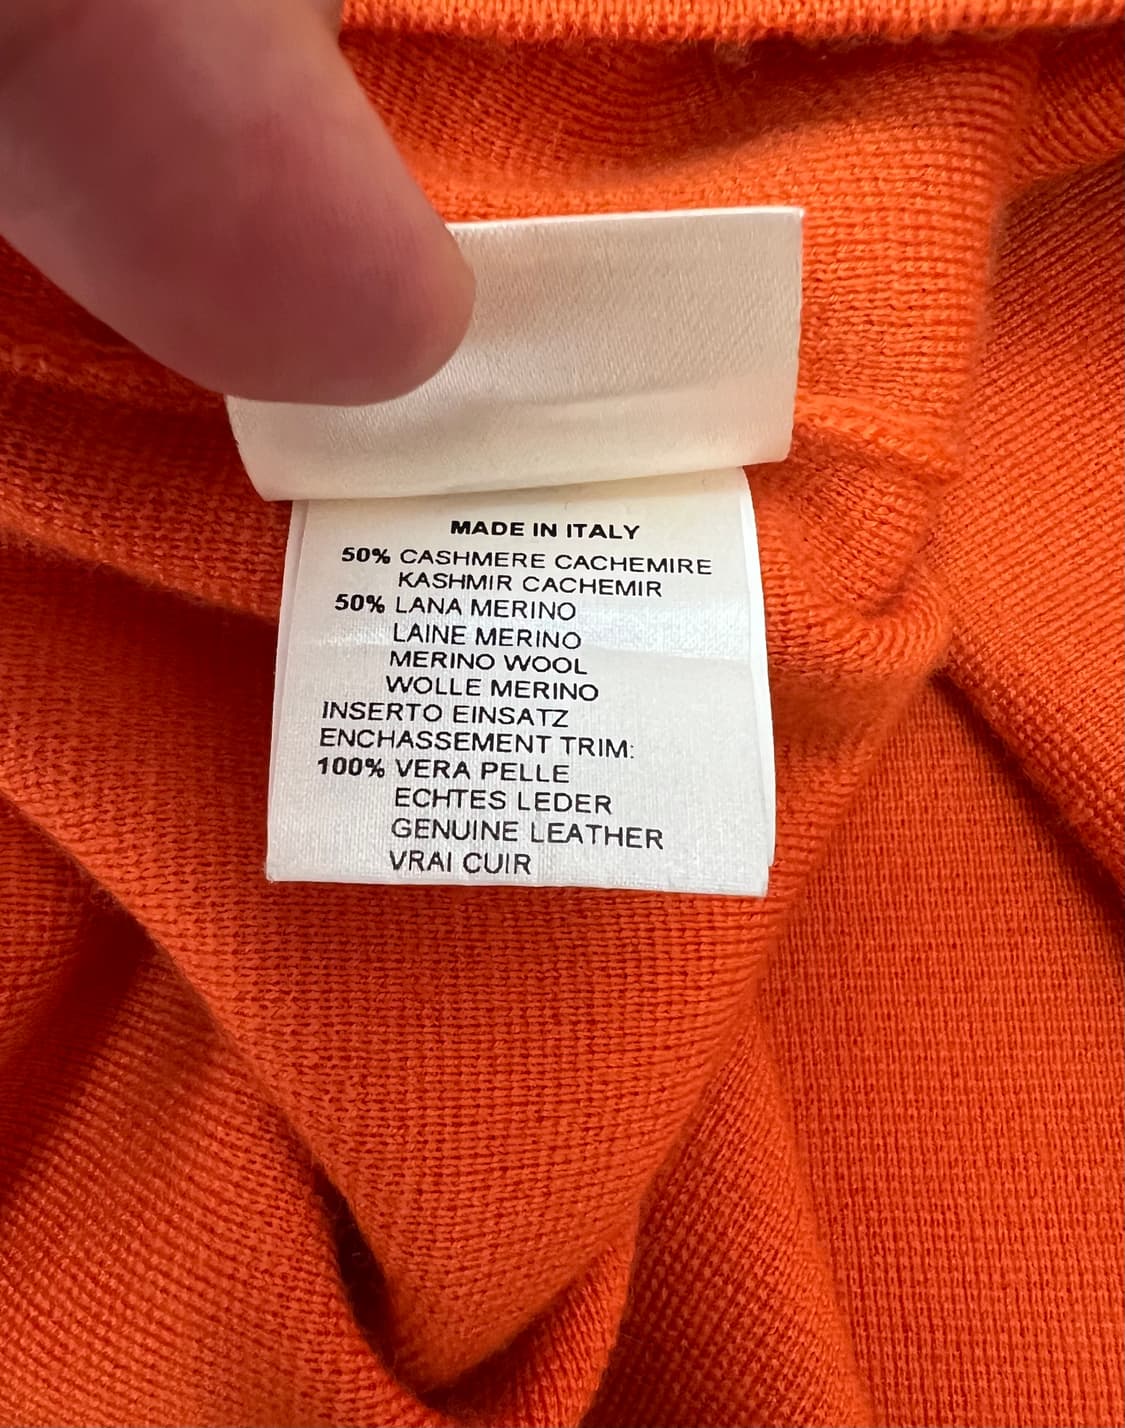 MADE IN ITALY
50% CASHMERE CACHEMIRE
KASHMIR CACHEMIR
50% LANA MERINO
LAINE MERINO
MERINO WOOL
WOLLE MERINO
INSERTO EINSATZ
ENCHASSEMENT TRIM:
100% VERA PELLE
ECHTES LEDER
GENUINE LEATHER
VRAI CUIR